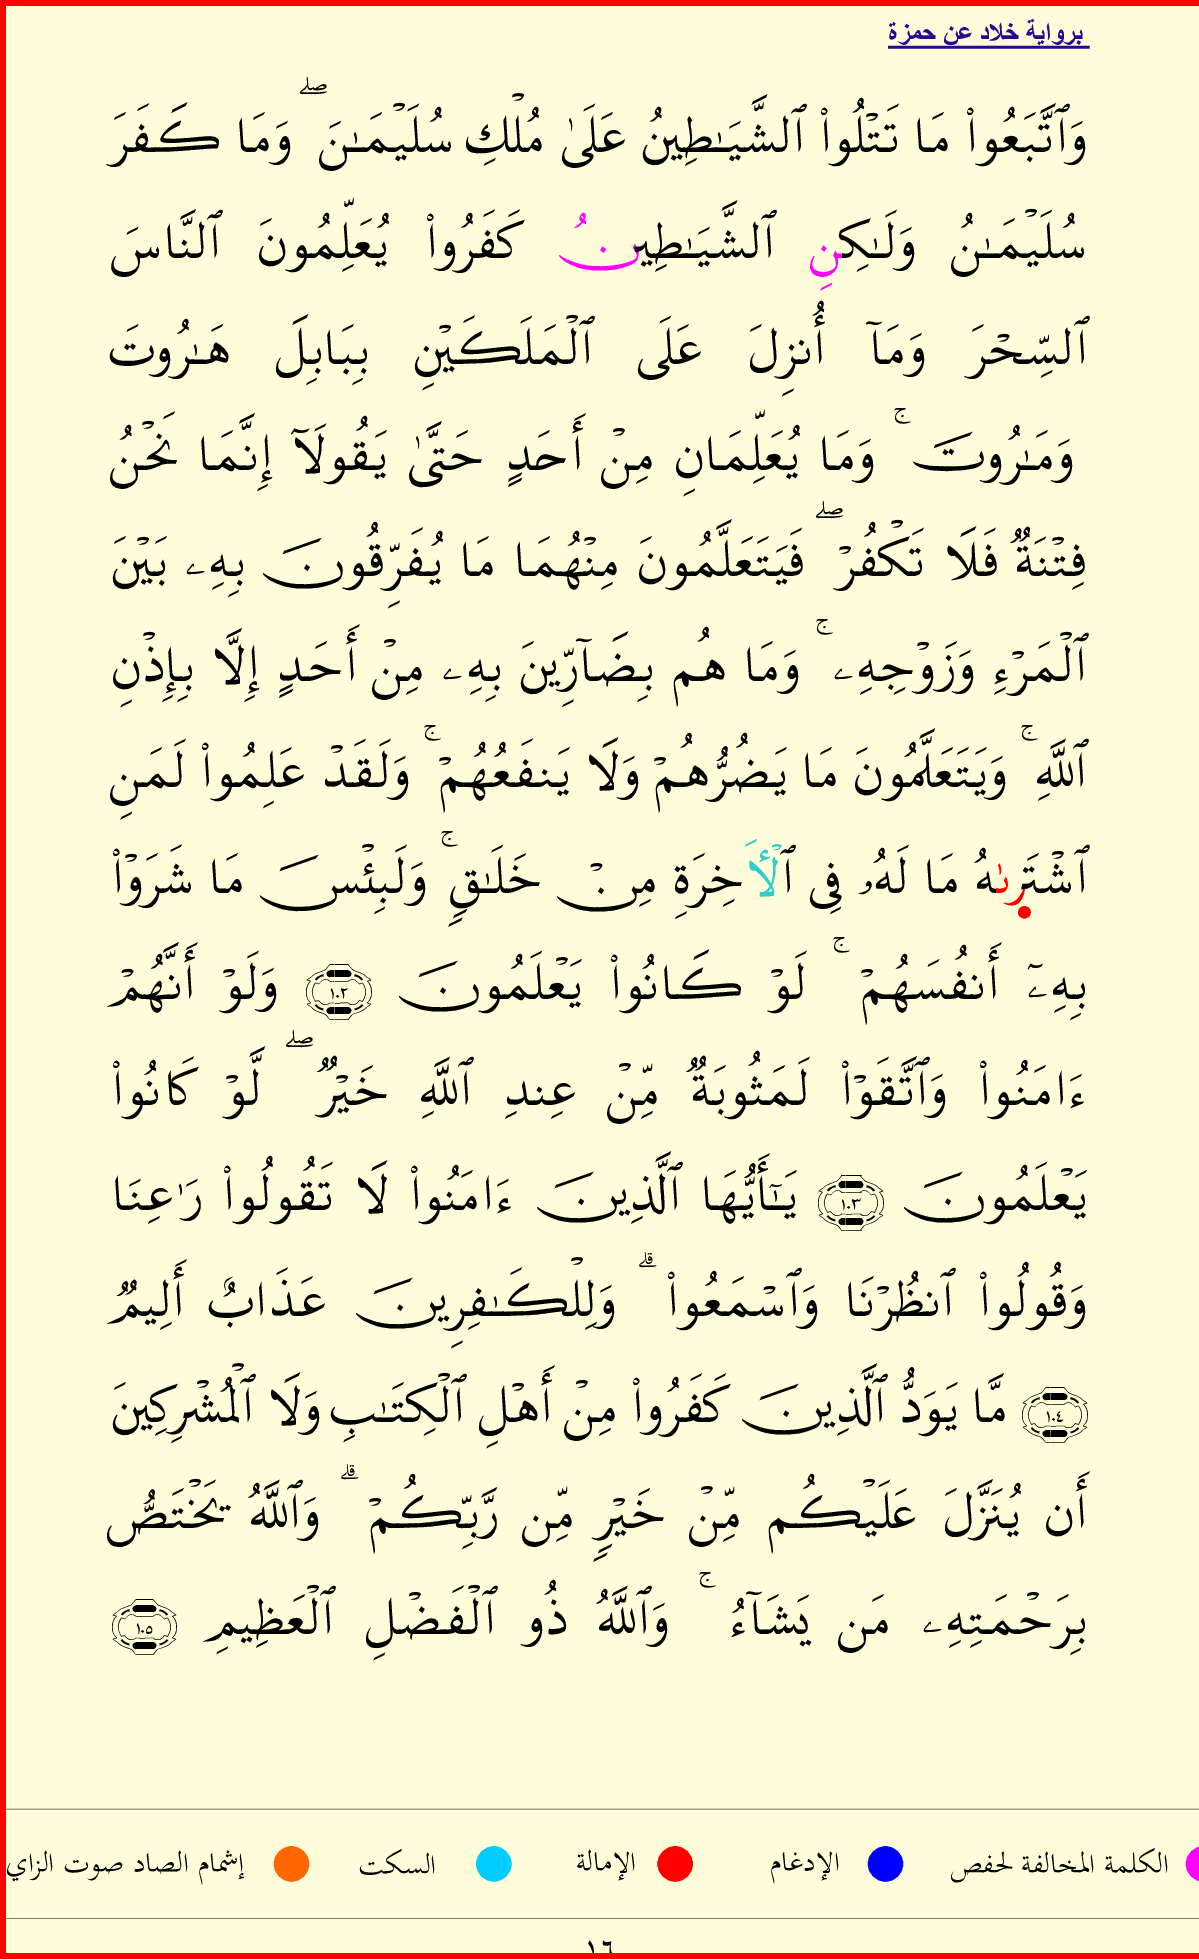 برواية خلاد عن حمزة
وَٱتَّبَعُوا۟ مَا تَتْلُوا۟ ٱلشَّيَـٰطِينُ عَلَىٰ مُلْكِ سُلَيْمَـٰنَ ۖ وَمَا كَفَرَ
سُلَيْمَـٰنُ وَلَـٰكِنِ ٱلشَّيَـٰطِينُ كَفَرُوا۟ يُعَلِّمُونَ ٱلنَّاسَ
ٱلسِّحْرَ وَمَآ أُنزِلَ عَلَى ٱلْمَلَكَيْنِ بِبَابِلَ هَـٰرُوتَ
وَمَـٰرُوتَ ۚ وَمَا يُعَلِّمَانِ مِنْ أَحَدٍ حَتَّىٰ يَقُولَآ إِنَّمَا نَحْنُ
فِتْنَةٌ فَلَا تَكْفُرْ ۖ فَيَتَعَلَّمُونَ مِنْهُمَا مَا يُفَرِّقُونَ بِهِۦ بَيْنَ
ٱلْمَرْءِ وَزَوْجِهِۦ ۚ وَمَا هُم بِضَآرِّينَ بِهِۦ مِنْ أَحَدٍ إِلَّا بِإِذْنِ
ٱللَّهِ ۚ وَيَتَعَلَّمُونَ مَا يَضُرُّهُمْ وَلَا يَنفَعُهُمْ ۚ وَلَقَدْ عَلِمُوا۟ لَمَنِ
ٱشْتَرِىٰهُ مَا لَهُۥ فِى ٱلْأَخِرَةِ مِنْ خَلَـٰقٍ ۚ وَلَبِئْسَ مَا شَرَوْا۟
بِهِۦٓ أَنفُسَهُمْ ۚ لَوْ كَانُوا۟ يَعْلَمُونَ ١٠٢ وَلَوْ أَنَّهُمْ
ءَامَنُوا۟ وَٱتَّقَوْا۟ لَمَثُوبَةٌ مِّنْ عِندِ ٱللَّهِ خَيْرٌ ۖ لَّوْ كَانُوا۟
يَعْلَمُونَ ١٠٣ يَـٰٓأَيُّهَا ٱلَّذِينَ ءَامَنُوا۟ لَا تَقُولُوا۟ رَٰعِنَا
وَقُولُوا۟ ٱنظُرْنَا وَٱسْمَعُوا۟ ۗ وَلِلْكَـٰفِرِينَ عَذَابٌ أَلِيمٌ
١٠٤ مَّا يَوَدُّ ٱلَّذِينَ كَفَرُوا۟ مِنْ أَهْلِ ٱلْكِتَـٰبِ وَلَا ٱلْمُشْرِكِينَ
أَن يُنَزَّلَ عَلَيْكُم مِّنْ خَيْرٍ مِّن رَّبِّكُمْ ۗ وَٱللَّهُ يَخْتَصُّ
بِرَحْمَتِهِۦ مَن يَشَآءُ ۚ وَٱللَّهُ ذُو ٱلْفَضْلِ ٱلْعَظِيمِ ١٠٥
الكلمة المخالفة لحفص الإدغام الإمالة السكت إشمام الصاد صوت الزاي
١٦